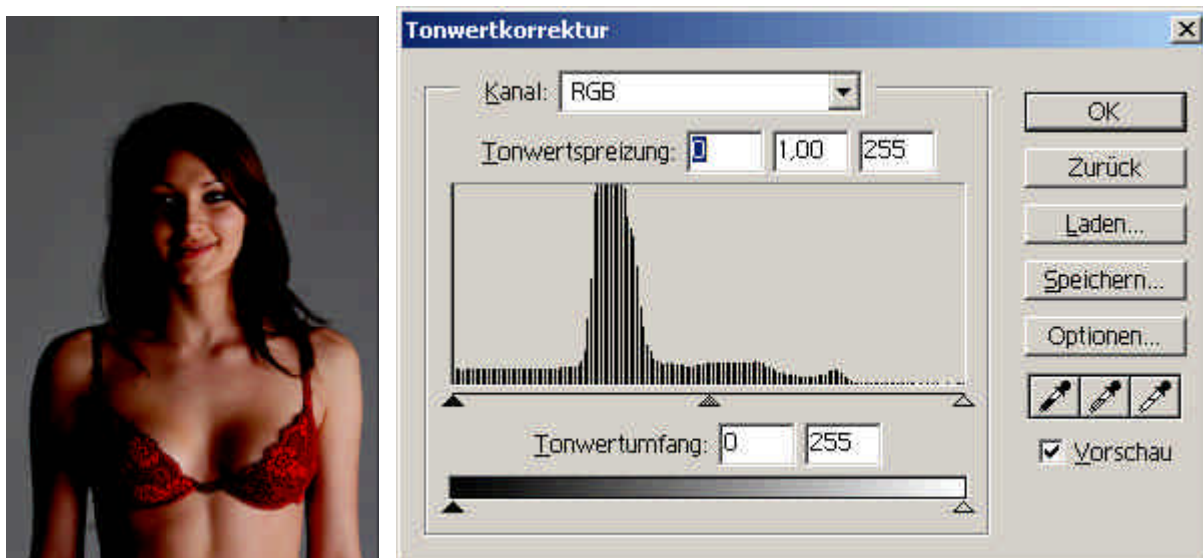 Tonwertkorrektur
Kanal: RGB
OK
Tonwertspreizung: 0 1,00 255
Zurück
Laden...
Speichern...
Optionen...
Tonwertumfang: 0 255
Vorschau